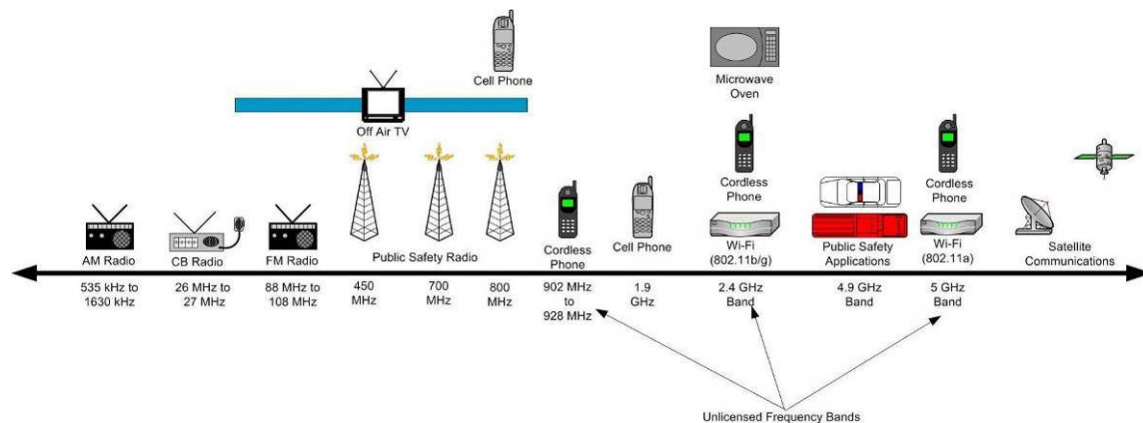 Cell Phone
Microwave
Oven
Off Air TV
Cordless
Phone
Cordless
Phone
AM Radio
CB Radio
FM Radio
Public Safety Radio
Cordless
Phone
Cell Phone
Wi-Fi
(802.11b/g)
Public Safety
Applications
Wi-Fi
(802.11a)
Satellite
Communications
535 kHz to
1630 kHz
26 MHz to
27 MHz
88 MHz to
108 MHz
450
MHz
700
MHz
800
MHz
902 MHz
to
928 MHz
1.9
GHz
2.4 GHz
Band
4.9 GHz
Band
5 GHz
Band
Unlicensed Frequency Bands